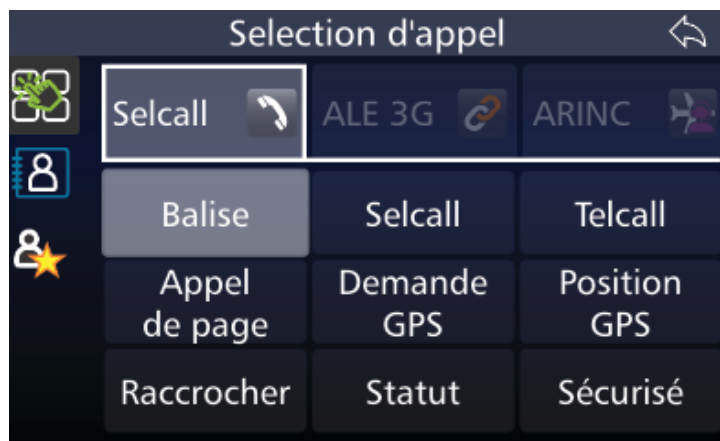 Selection d'appel
Selcall ALE 3G ARINC
Balise Selcall Telcall
Appel de page Demande GPS Position GPS
Raccrocher Statut Sécurisé